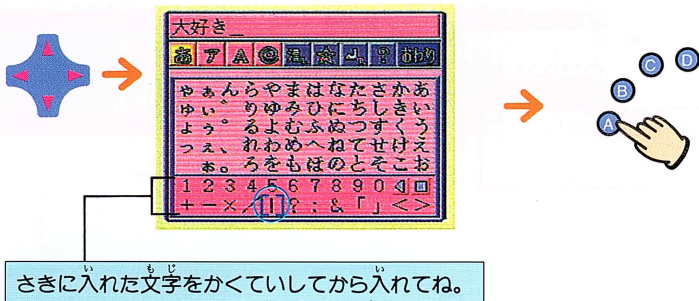 大好き_
あ ア A @ 漢 ☆ ? おわり
ゃ ぁ ん ら や ま は な た さ か あ
ゅ ぃ ゛ り ゆ み ひ に ち し き い
ょ ぅ ゜ る よ む ふ ぬ つ す く う
っ ぇ 、 れ わ め へ ね て せ け え
ぉ 。 ろ を も ほ の と そ こ お
1 2 3 4 5 6 7 8 9 0
+ - × / ! ? : & 「 」 < >
A B C D
さきに入れた文字をかくていしてから入れてね。